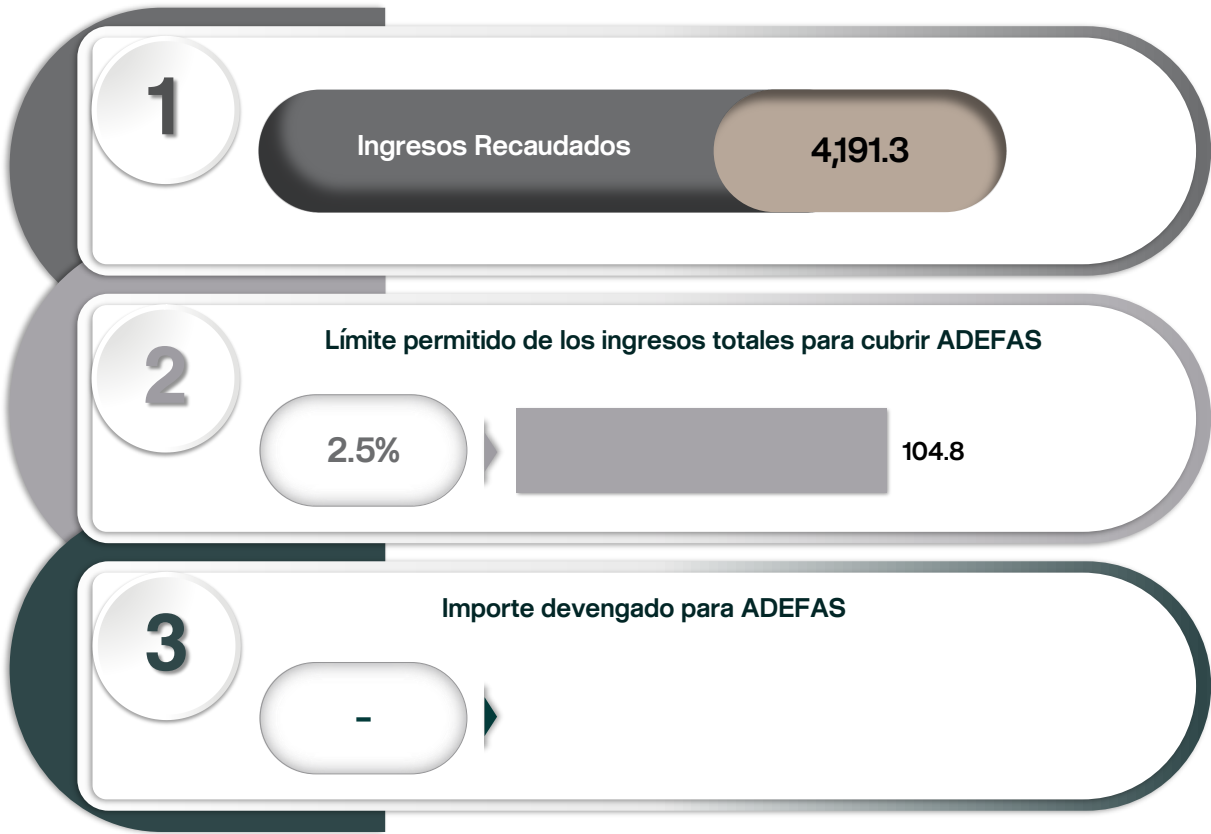 1
Ingresos Recaudados
4,191.3
2
Límite permitido de los ingresos totales para cubrir ADEFAS
2.5%
104.8
3
Importe devengado para ADEFAS
-